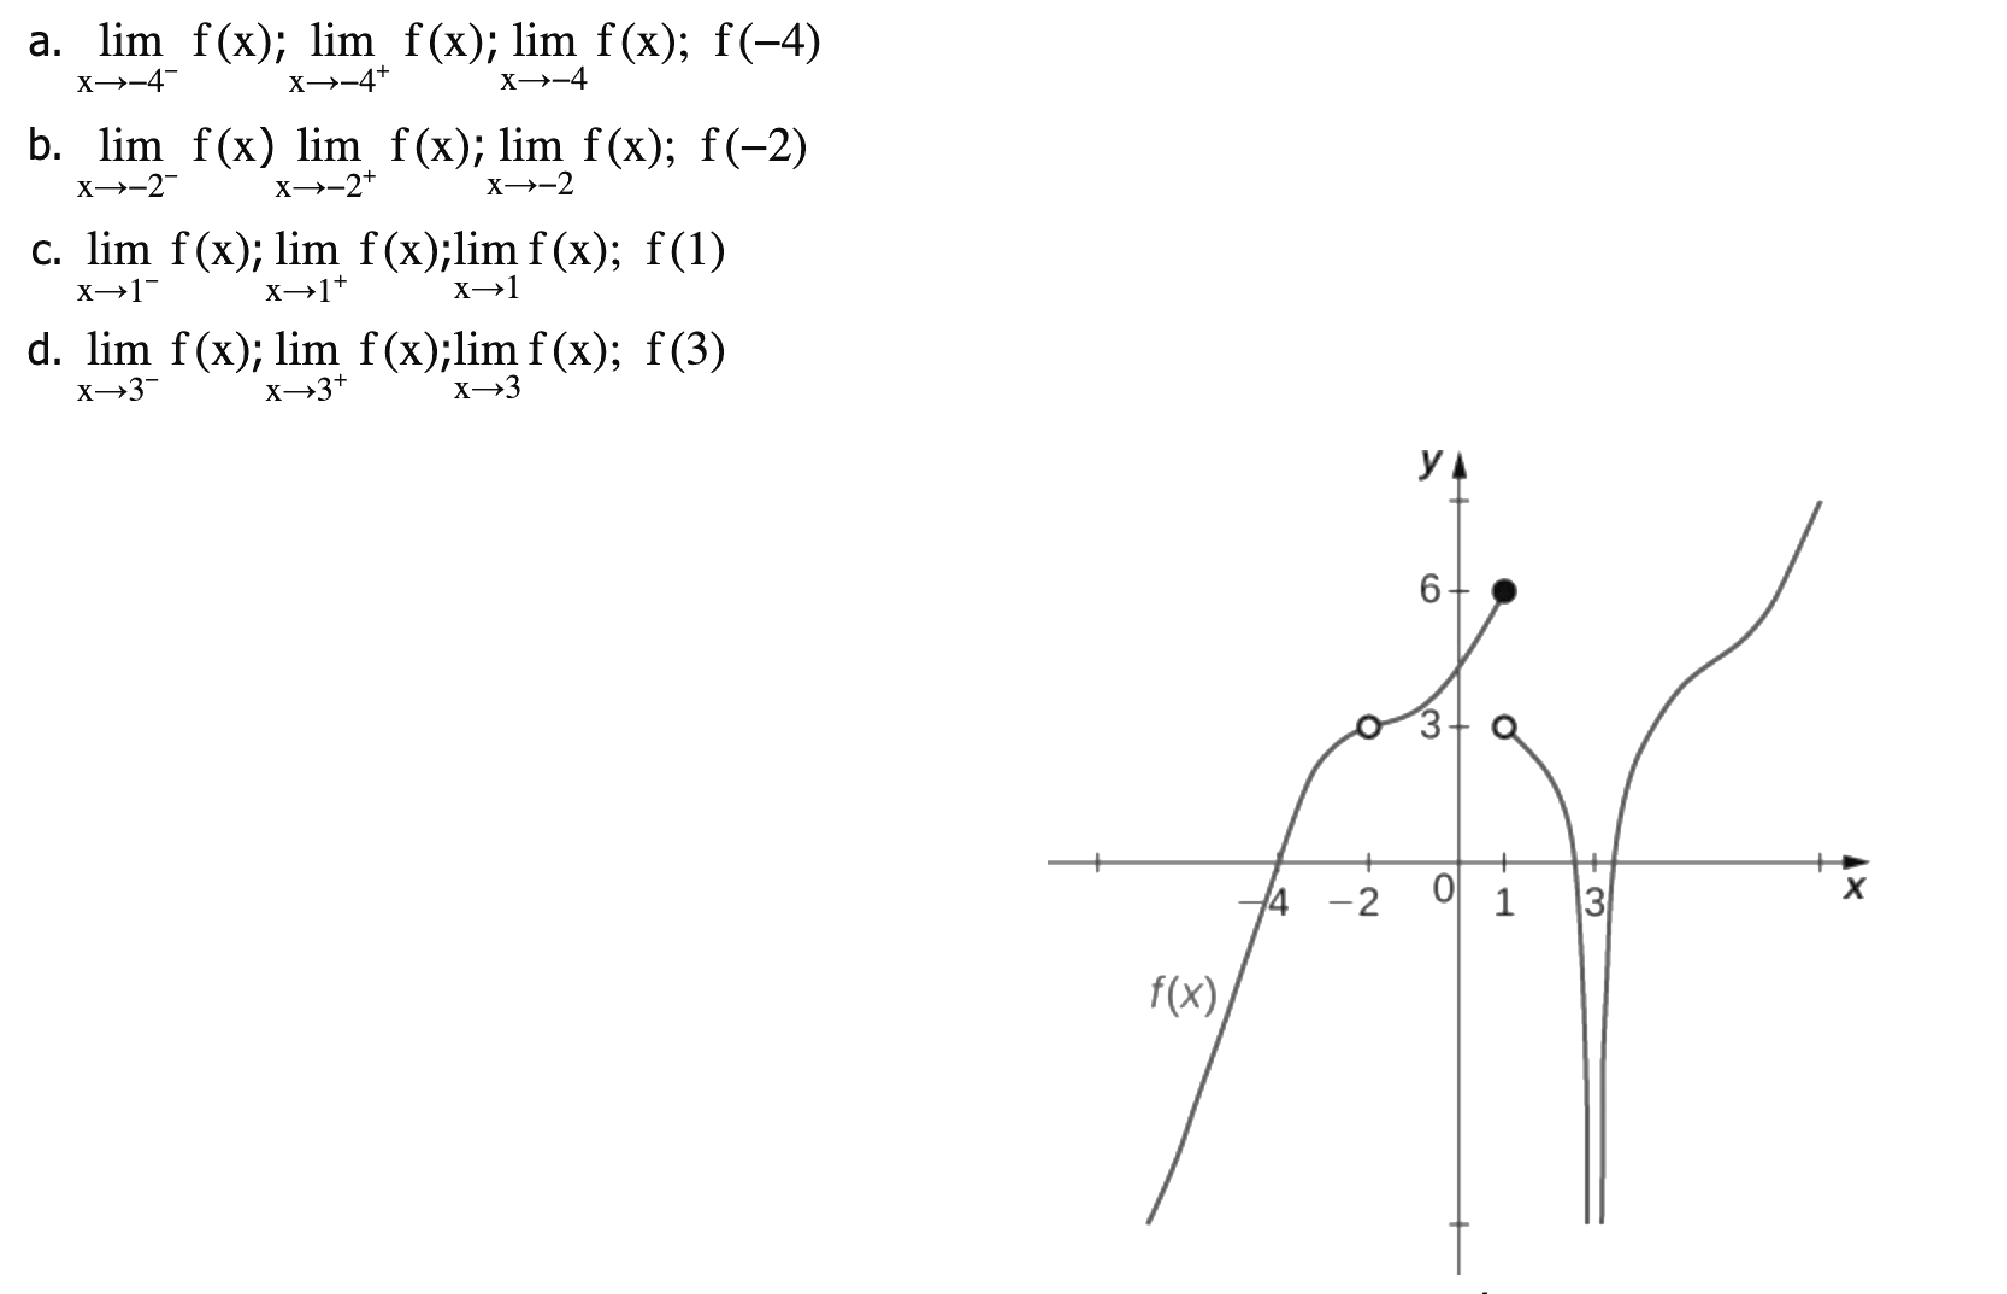 a. lim f(x); lim f(x); lim f(x); f(−4)
x→−4⁻ x→−4⁺ x→−4
b. lim f(x) lim f(x); lim f(x); f(−2)
x→−2⁻ x→−2⁺ x→−2
c. lim f(x); lim f(x);lim f(x); f(1)
x→1⁻ x→1⁺ x→1
d. lim f(x); lim f(x);lim f(x); f(3)
x→3⁻ x→3⁺ x→3
y
6
3
−4 −2 0 1 3 x
f(x)